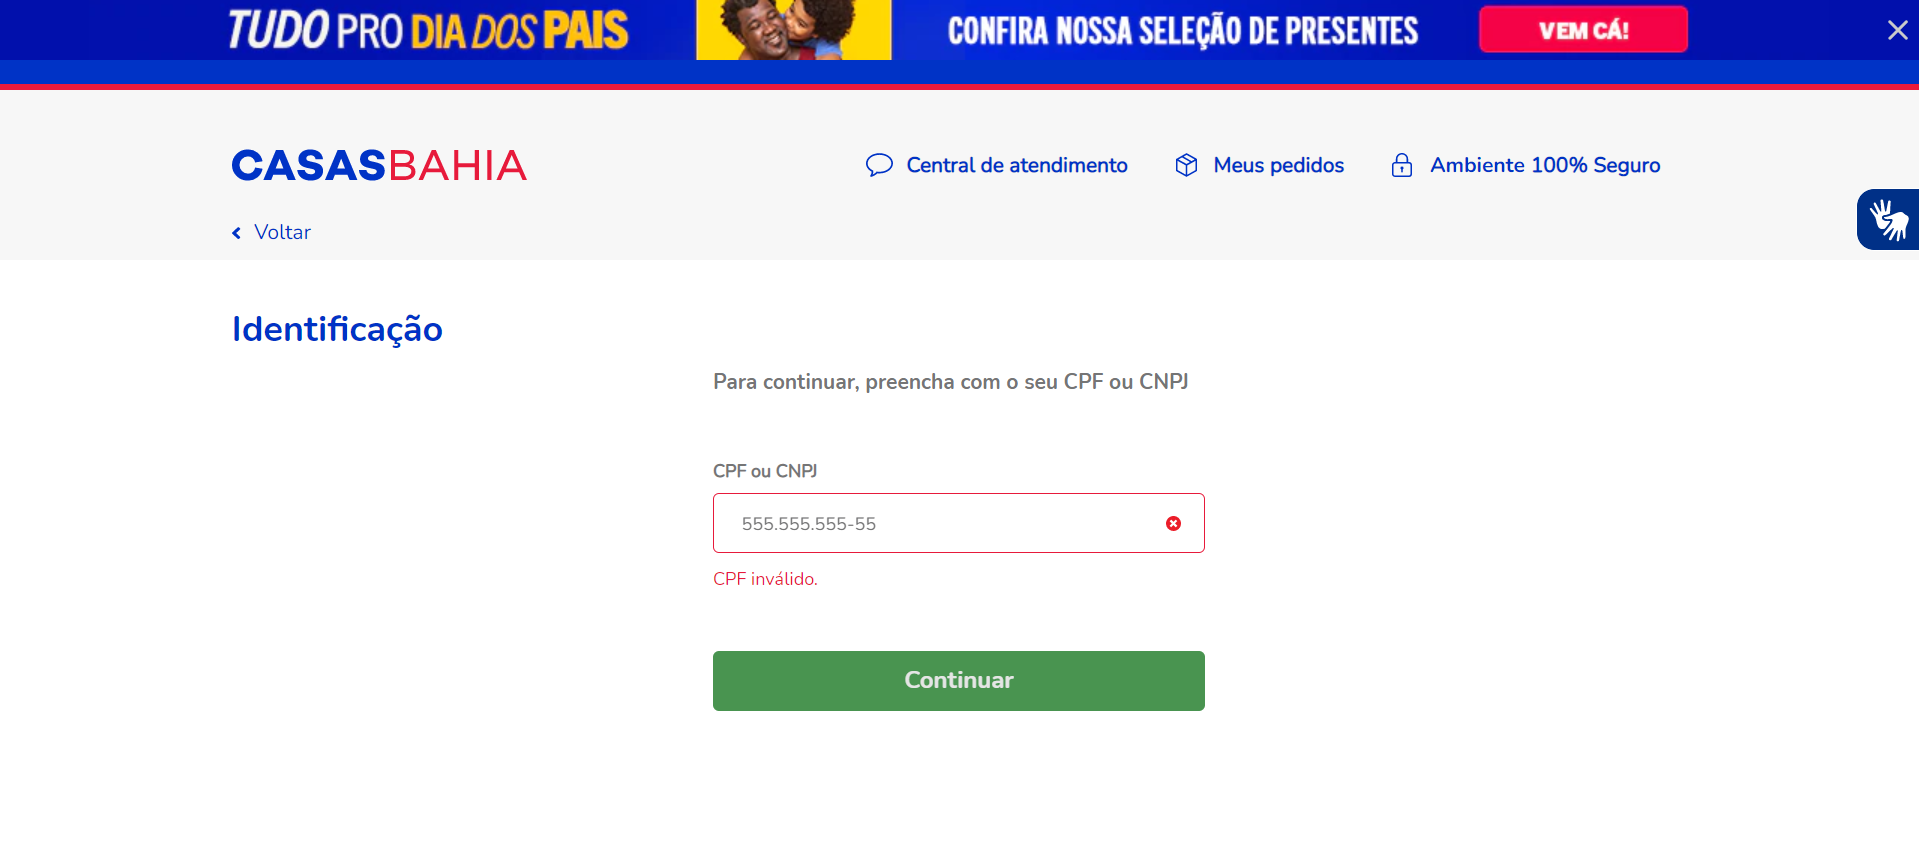 TUDO PRO DIA DOS PAIS
CONFIRA NOSSA SELEÇÃO DE PRESENTES
VEM CÁ!
CASASBAHIA
Central de atendimento
Meus pedidos
Ambiente 100% Seguro
Voltar
Identificação
Para continuar, preencha com o seu CPF ou CNPJ
CPF ou CNPJ
555.555.555-55
CPF inválido.
Continuar